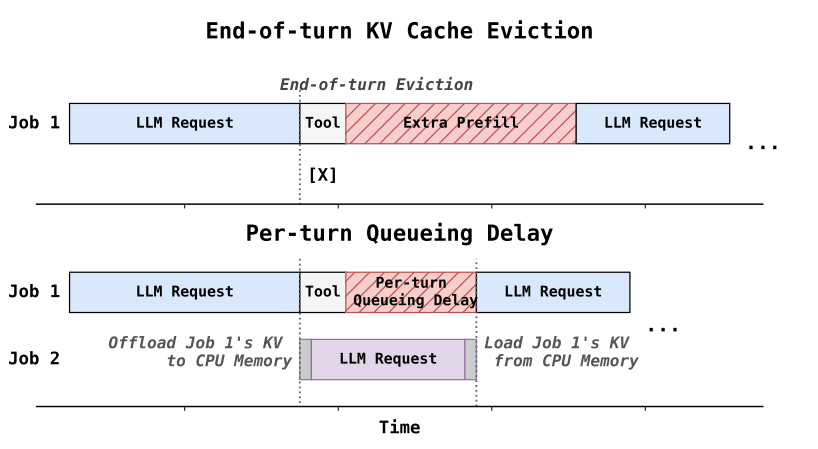 End-of-turn KV Cache Eviction
End-of-turn Eviction
Job 1
LLM Request
Tool
Extra Prefill
LLM Request
...
[X]
Per-turn Queueing Delay
Job 1
LLM Request
Tool
Per-turn
Queueing Delay
LLM Request
...
Job 2
Offload Job 1's KV
to CPU Memory
LLM Request
Load Job 1's KV
from CPU Memory
Time